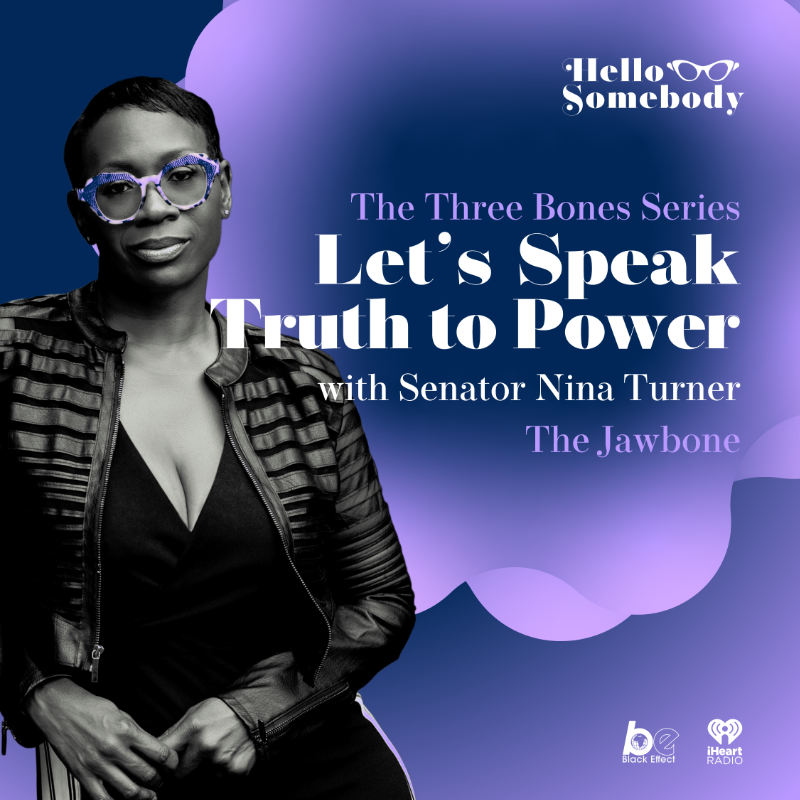 Hello
Somebody
The Three Bones Series
Let's Speak
Truth to Power
with Senator Nina Turner
The Jawbone
be
Black Effect
iHeart
RADIO